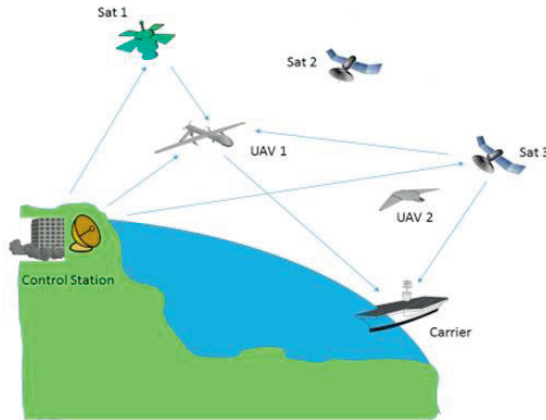 Sat 1
Sat 2
UAV 1
Sat 3
UAV 2
Control Station
Carrier